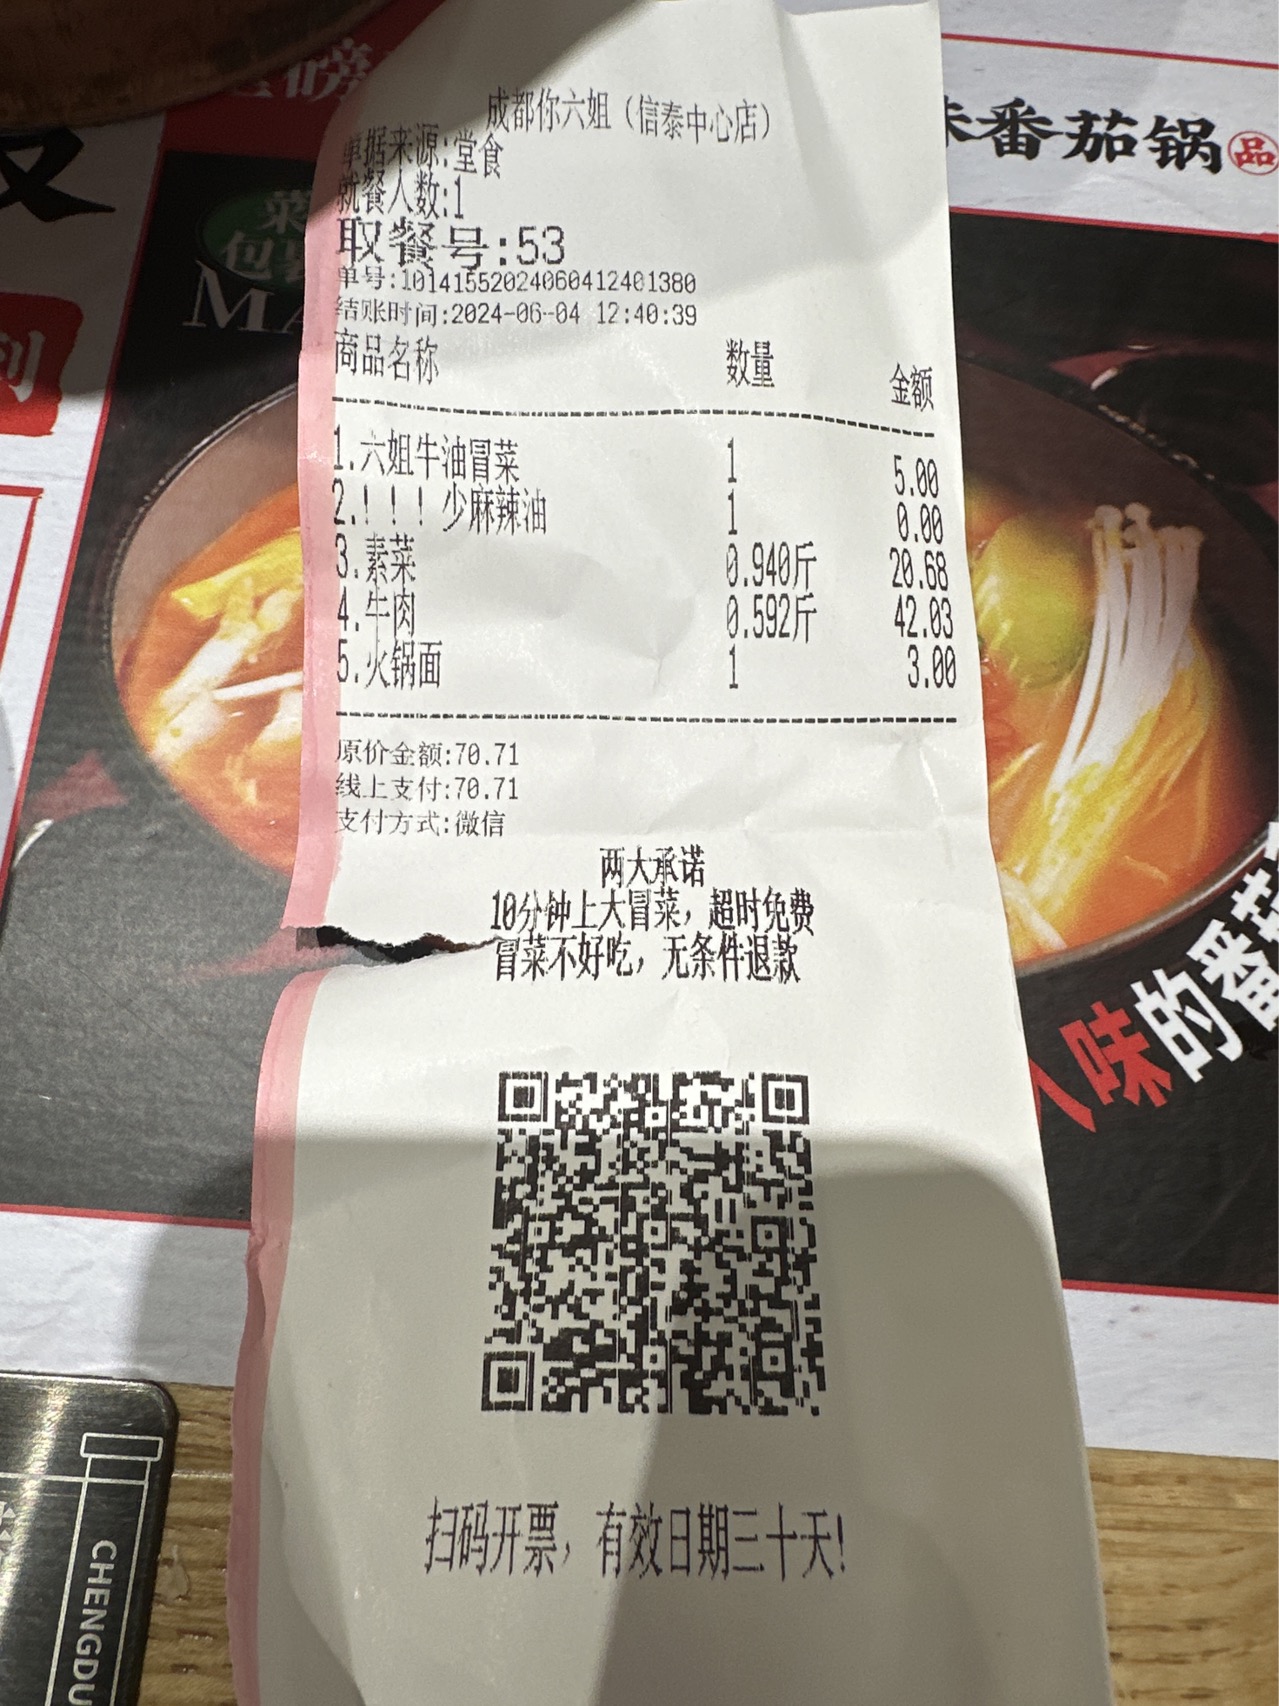 成都你六姐（信泰中心店）
单据来源:堂食
就餐人数:1
取餐号:53
单号:10141552024060412401380
结账时间:2024-06-04 12:40:39
商品名称 数量 金额
1.六姐牛油冒菜 1 5.00
2.！！！少麻辣油 1 0.00
3.素菜 0.940斤 20.68
4.牛肉 0.592斤 42.03
5.火锅面 1 3.00
原价金额:70.71
线上支付:70.71
支付方式:微信
两大承诺
10分钟上大冒菜，超时免费
冒菜不好吃，无条件退款
扫码开票，有效日期三十天!
番茄锅
品
味的番
CHENGDU